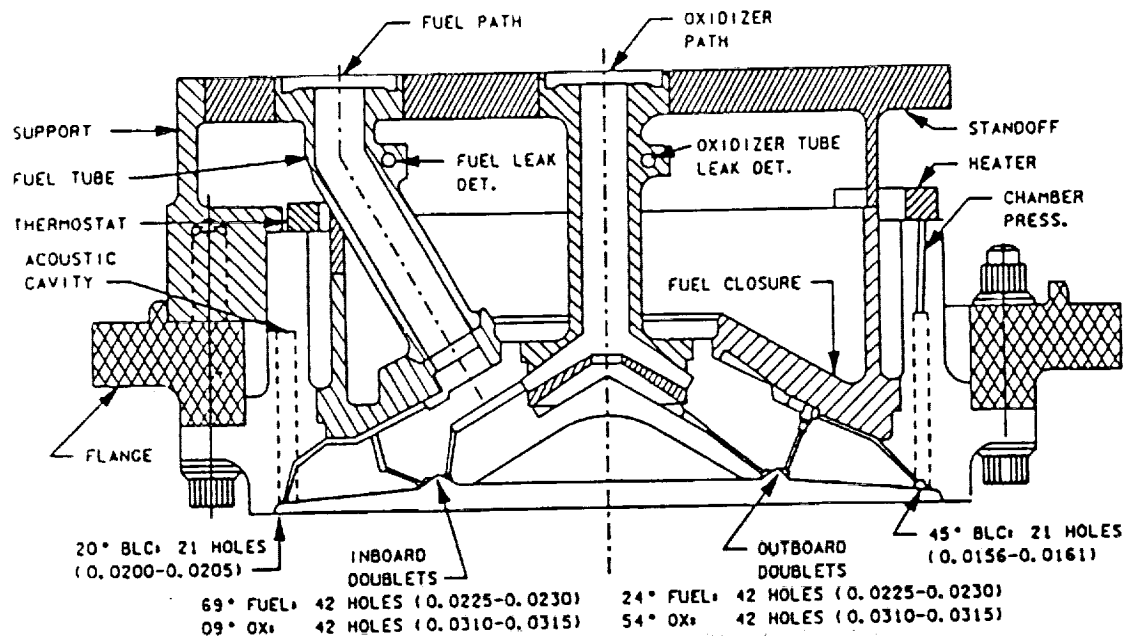 FUEL PATH
OXIDIZER
PATH
SUPPORT
FUEL TUBE
THERMOSTAT
ACOUSTIC
CAVITY
FUEL LEAK
DET.
OXIDIZER TUBE
LEAK DET.
STANDOFF
HEATER
CHAMBER
PRESS.
FUEL CLOSURE
FLANGE
20° BLC: 21 HOLES
(0.0200-0.0205)
INBOARD
DOUBLETS
69° FUEL: 42 HOLES (0.0225-0.0230)
09° OX: 42 HOLES (0.0310-0.0315)
OUTBOARD
DOUBLETS
24° FUEL: 42 HOLES (0.0225-0.0230)
54° OX: 42 HOLES (0.0310-0.0315)
45° BLC: 21 HOLES
(0.0156-0.0161)